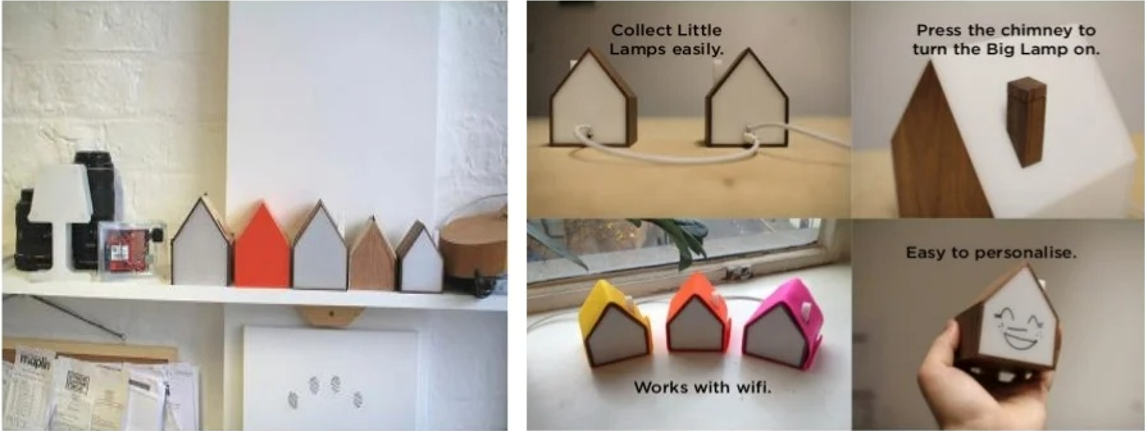 Collect Little
Lamps easily.
Press the chimney to
turn the Big Lamp on.
Works with wifi.
Easy to personalise.
maplin